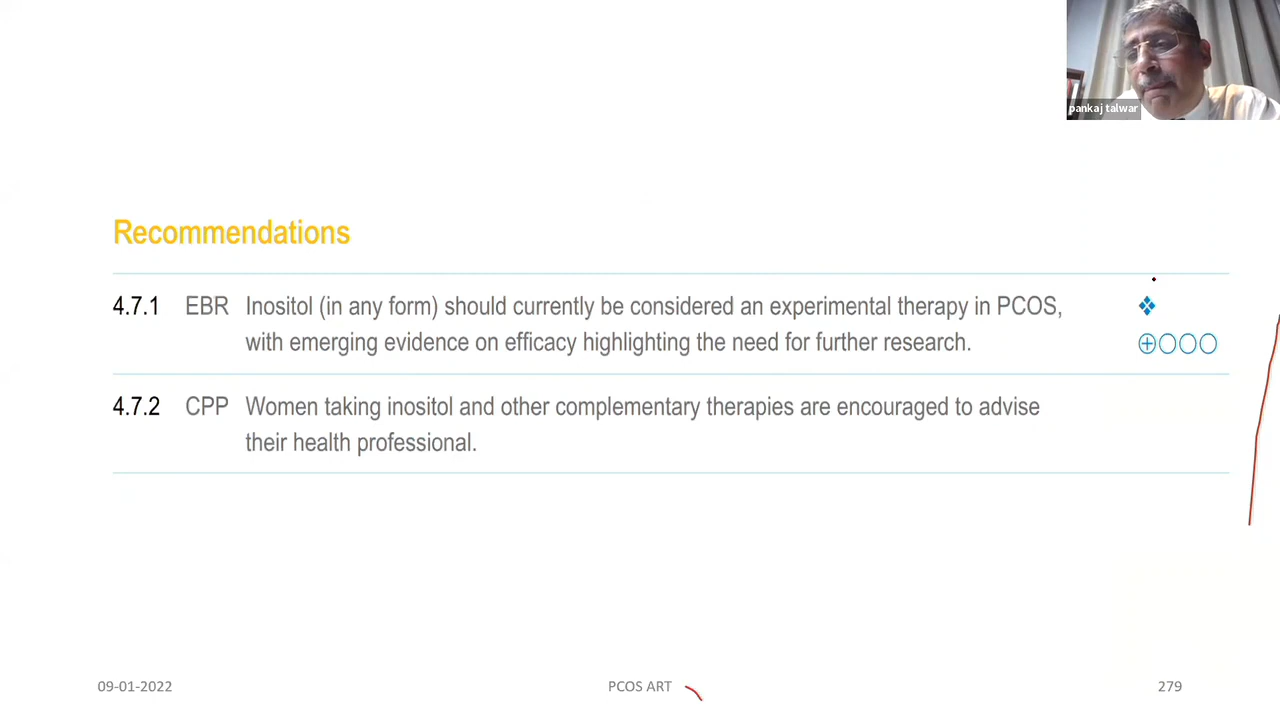 pankaj talwar
Recommendations
4.7.1 EBR Inositol (in any form) should currently be considered an experimental therapy in PCOS,
with emerging evidence on efficacy highlighting the need for further research.
4.7.2 CPP Women taking inositol and other complementary therapies are encouraged to advise
their health professional.
09-01-2022 PCOS ART 279